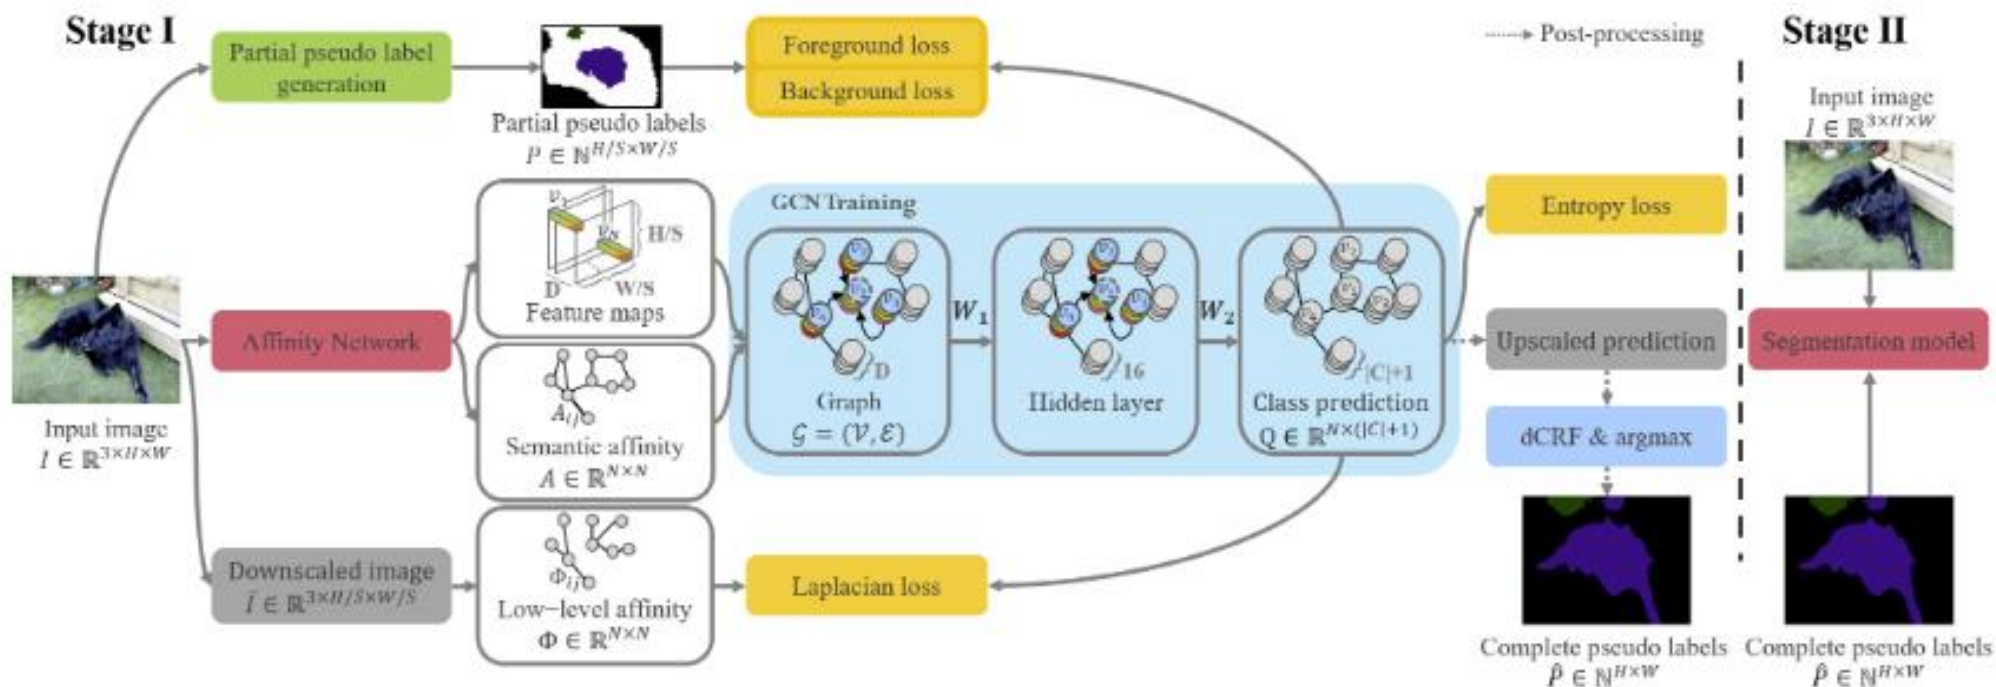 Stage I
Partial pseudo label
generation
Partial pseudo labels
P ∈ ℕ^{H/S×W/S}
Foreground loss
Background loss
Post-processing
Stage II
Input image
I ∈ ℝ^{3×H×W}
Input image
I ∈ ℝ^{3×H×W}
Affinity Network
v₁
v_N
H/S
D
W/S
Feature maps
A_{ij}
Semantic affinity
A ∈ ℝ^{N×N}
GCN Training
D
Graph
𝒢 = (𝒱, ℰ)
W₁
16
Hidden layer
W₂
|C|+1
Class prediction
Q ∈ ℝ^{N×(|C|+1)}
Entropy loss
Upscaled prediction
dCRF & argmax
Segmentation model
Downscaled image
Ĩ ∈ ℝ^{3×H/S×W/S}
Φ_{ij}
Low-level affinity
Φ ∈ ℝ^{N×N}
Laplacian loss
Complete pseudo labels
P̂ ∈ ℕ^{H×W}
Complete pseudo labels
P̂ ∈ ℕ^{H×W}